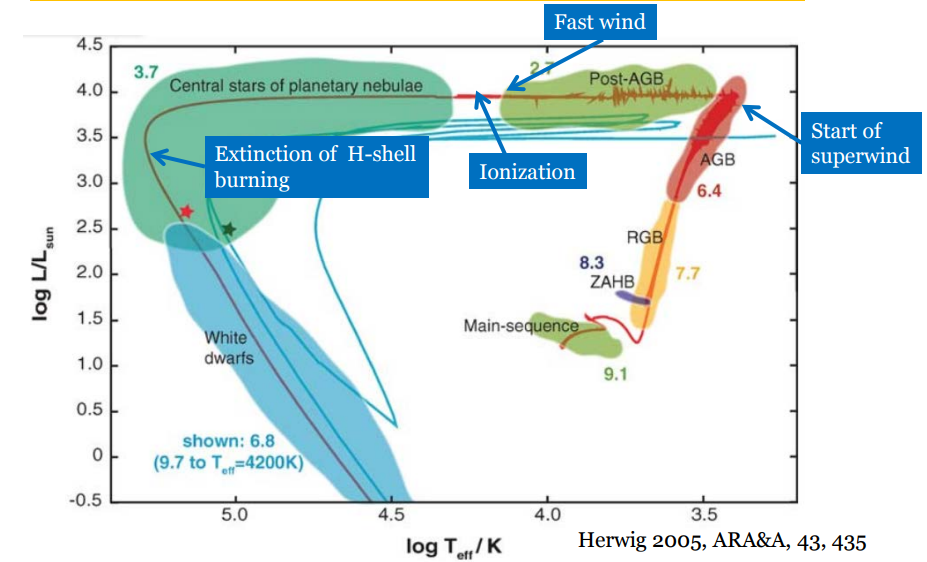 Fast wind
4.5
3.7
2.7
Post-AGB
Central stars of planetary nebulae
4.0
Start of
superwind
3.5
Extinction of H-shell
burning
Ionization
AGB
3.0
6.4
2.5
RGB
8.3
7.7
2.0
ZAHB
log L/Lsun
1.5
Main-sequence
White
dwarfs
1.0
9.1
0.5
shown: 6.8
(9.7 to Teff=4200K)
0
-0.5
5.0 4.5 4.0 3.5
log Teff / K
Herwig 2005, ARA&A, 43, 435